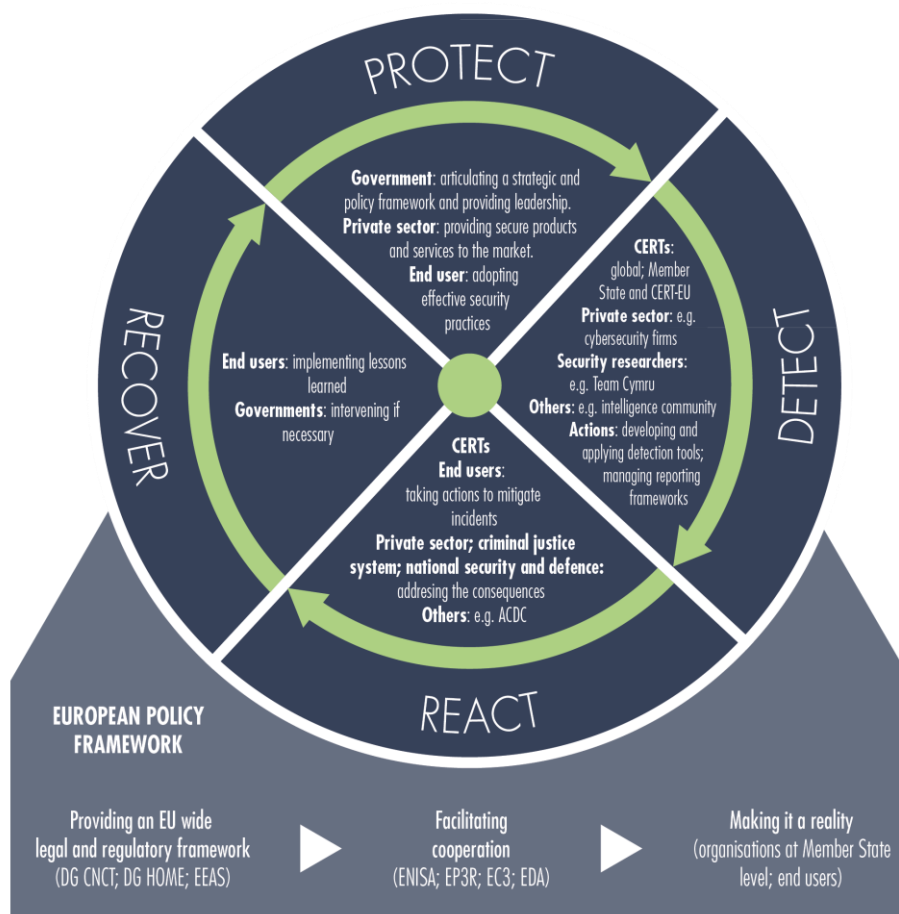 PROTECT
Government: articulating a strategic and
policy framework and providing leadership.
Private sector: providing secure products
and services to the market.
End user: adopting
effective security
practices
DETECT
CERTs:
global; Member
State and CERT-EU
Private sector: e.g.
cybersecurity firms
Security researchers:
e.g. Team Cymru
Others: e.g. intelligence community
Actions: developing and
applying detection tools;
managing reporting
frameworks
REACT
CERTs
End users:
taking actions to mitigate
incidents
Private sector; criminal justice
system; national security and defence:
addresing the consequences
Others: e.g. ACDC
RECOVER
End users: implementing lessons
learned
Governments: intervening if
necessary
EUROPEAN POLICY
FRAMEWORK
Providing an EU wide
legal and regulatory framework
(DG CNCT; DG HOME; EEAS)
Facilitating
cooperation
(ENISA; EP3R; EC3; EDA)
Making it a reality
(organisations at Member State
level; end users)